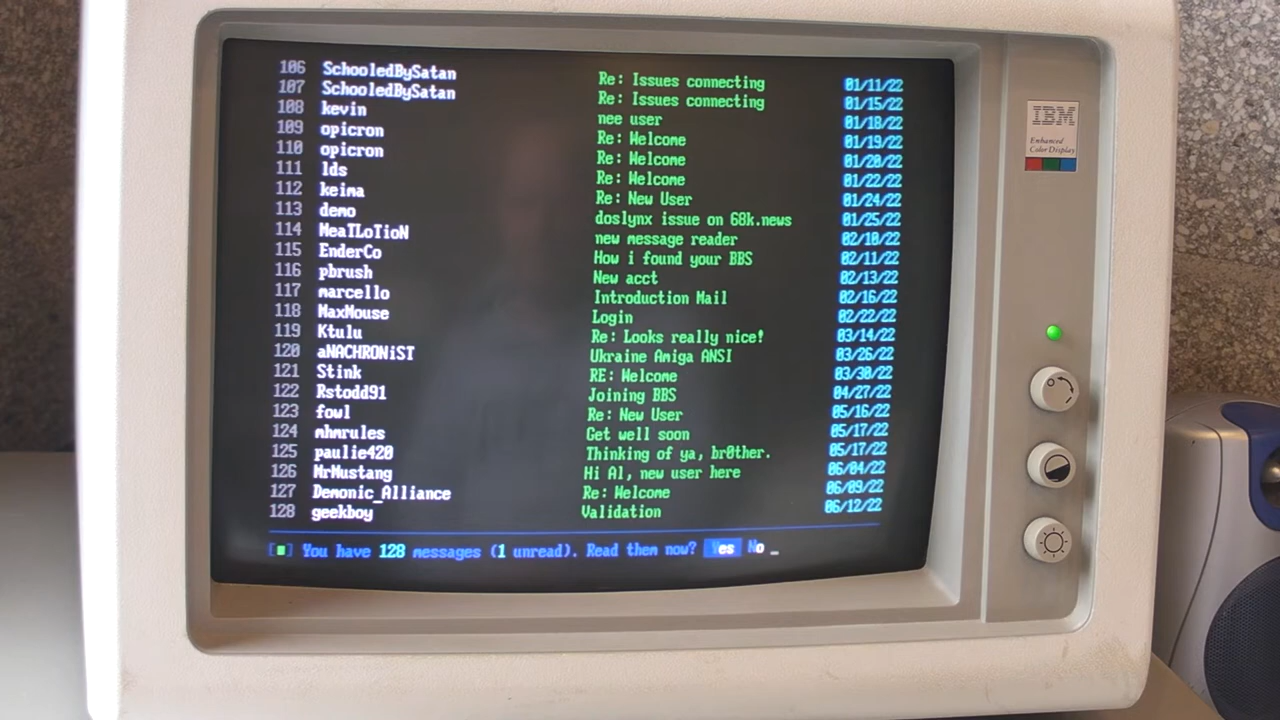 106 SchooledBySatan Re: Issues connecting 01/11/22
107 SchooledBySatan Re: Issues connecting 01/15/22
108 kevin nee user 01/18/22
109 opicron Re: Welcome 01/19/22
110 opicron Re: Welcome 01/20/22
111 lds Re: Welcome 01/22/22
112 keima Re: New User 01/24/22
113 demo doslynx issue on 68k.news 01/25/22
114 MeaTLoTioN new message reader 02/10/22
115 EnderCo How i found your BBS 02/11/22
116 pbrush New acct 02/13/22
117 marcello Introduction Mail 02/16/22
118 MaxMouse Login 02/22/22
119 Ktulu Re: Looks really nice! 03/14/22
120 aNACHRONiST Ukraine Amiga ANSI 03/26/22
121 Stink RE: Welcome 03/30/22
122 Rstodd91 Joining BBS 04/27/22
123 fowl Re: New User 05/16/22
124 mhmrules Get well soon 05/17/22
125 paulie420 Thinking of ya, br0ther. 05/17/22
126 MrMustang Hi Al, new user here 06/04/22
127 Demonic_Alliance Re: Welcome 06/09/22
128 geekboy Validation 06/12/22
[■] You have 128 messages (1 unread). Read them now? Yes No _
IBM
Enhanced
Color Display